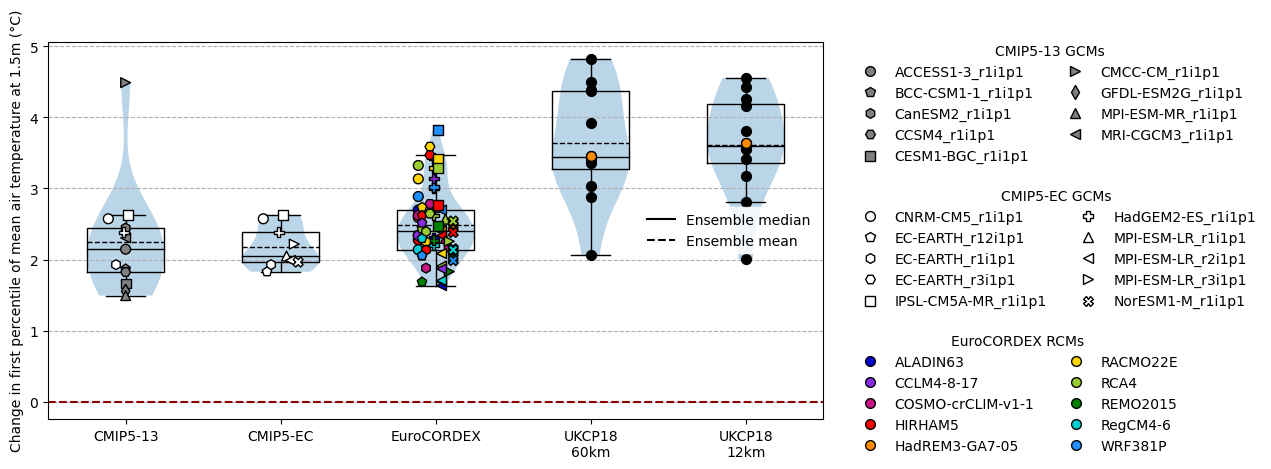 Change in first percentile of mean air temperature at 1.5m (°C)
5
4
3
2
1
0
CMIP5-13
CMIP5-EC
EuroCORDEX
UKCP18
60km
UKCP18
12km
Ensemble median
Ensemble mean
CMIP5-13 GCMs
ACCESS1-3_r1i1p1
BCC-CSM1-1_r1i1p1
CanESM2_r1i1p1
CCSM4_r1i1p1
CESM1-BGC_r1i1p1
CMCC-CM_r1i1p1
GFDL-ESM2G_r1i1p1
MPI-ESM-MR_r1i1p1
MRI-CGCM3_r1i1p1
CMIP5-EC GCMs
CNRM-CM5_r1i1p1
EC-EARTH_r12i1p1
EC-EARTH_r1i1p1
EC-EARTH_r3i1p1
IPSL-CM5A-MR_r1i1p1
HadGEM2-ES_r1i1p1
MPI-ESM-LR_r1i1p1
MPI-ESM-LR_r2i1p1
MPI-ESM-LR_r3i1p1
NorESM1-M_r1i1p1
EuroCORDEX RCMs
ALADIN63
CCLM4-8-17
COSMO-crCLIM-v1-1
HIRHAM5
HadREM3-GA7-05
RACMO22E
RCA4
REMO2015
RegCM4-6
WRF381P